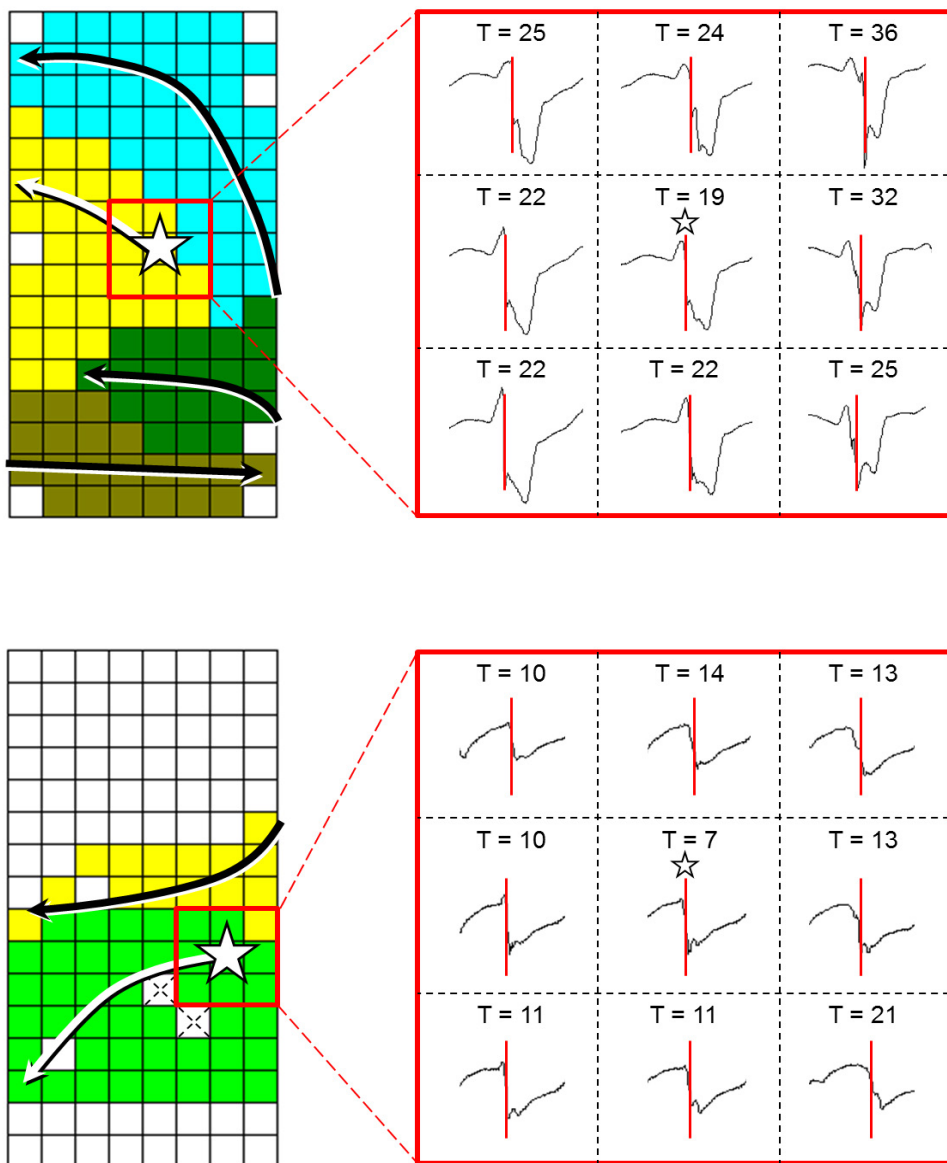 T = 25 T = 24 T = 36
T = 22 T = 19 T = 32
T = 22 T = 22 T = 25
T = 10 T = 14 T = 13
T = 10 T = 7 T = 13
T = 11 T = 11 T = 21